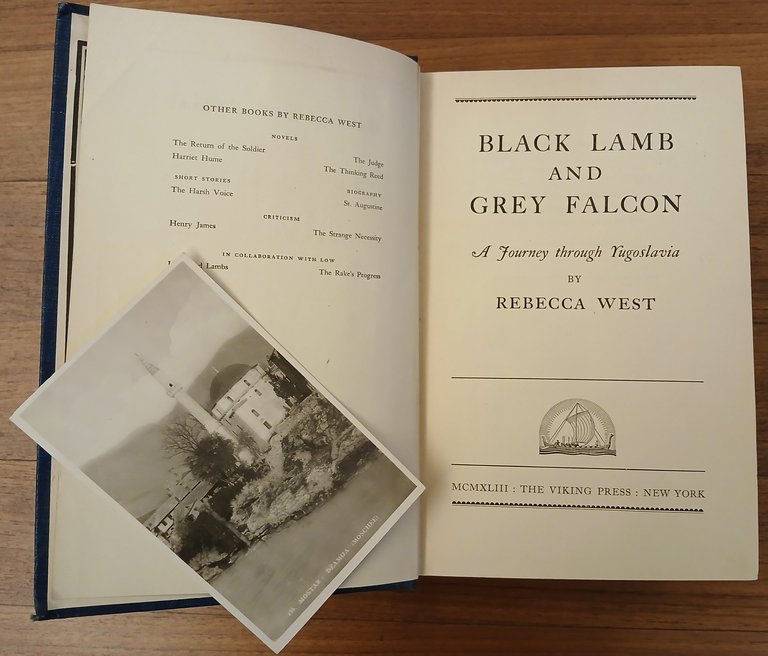 OTHER BOOKS BY REBECCA WEST
NOVELS
The Return of the Soldier The Judge
Harriet Hume The Thinking Reed
SHORT STORIES BIOGRAPHY
The Harsh Voice St. Augustine
CRITICISM
Henry James The Strange Necessity
IN COLLABORATION WITH LOW
Lambs The Rake's Progress
MOSTAR DŽAMIJA (MOSCHEE)
BLACK LAMB
AND
GREY FALCON
A Journey through Yugoslavia
BY
REBECCA WEST
MCMXLIII : THE VIKING PRESS : NEW YORK